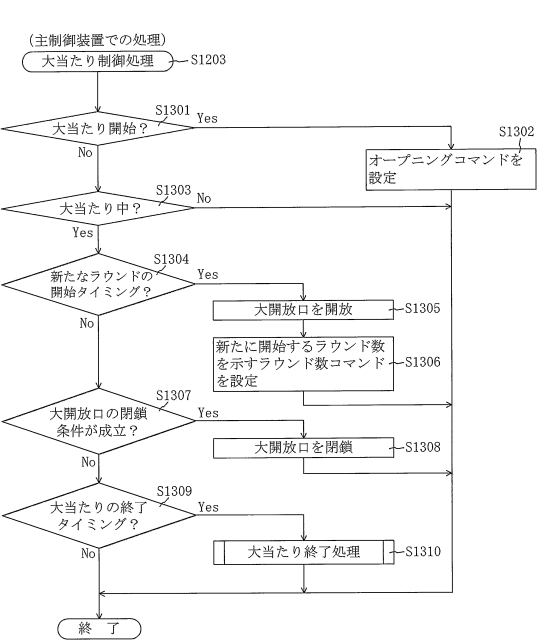 (主制御装置での処理)
大当たり制御処理
S1203
S1301
大当たり開始？
Yes
No
S1302
オープニングコマンドを
設定
S1303
大当たり中？
No
Yes
S1304
新たなラウンドの
開始タイミング？
Yes
No
大開放口を開放
S1305
新たに開始するラウンド数
を示すラウンド数コマンド
を設定
S1306
S1307
大開放口の閉鎖
条件が成立？
Yes
No
大開放口を閉鎖
S1308
S1309
大当たりの終了
タイミング？
Yes
No
大当たり終了処理
S1310
終 了